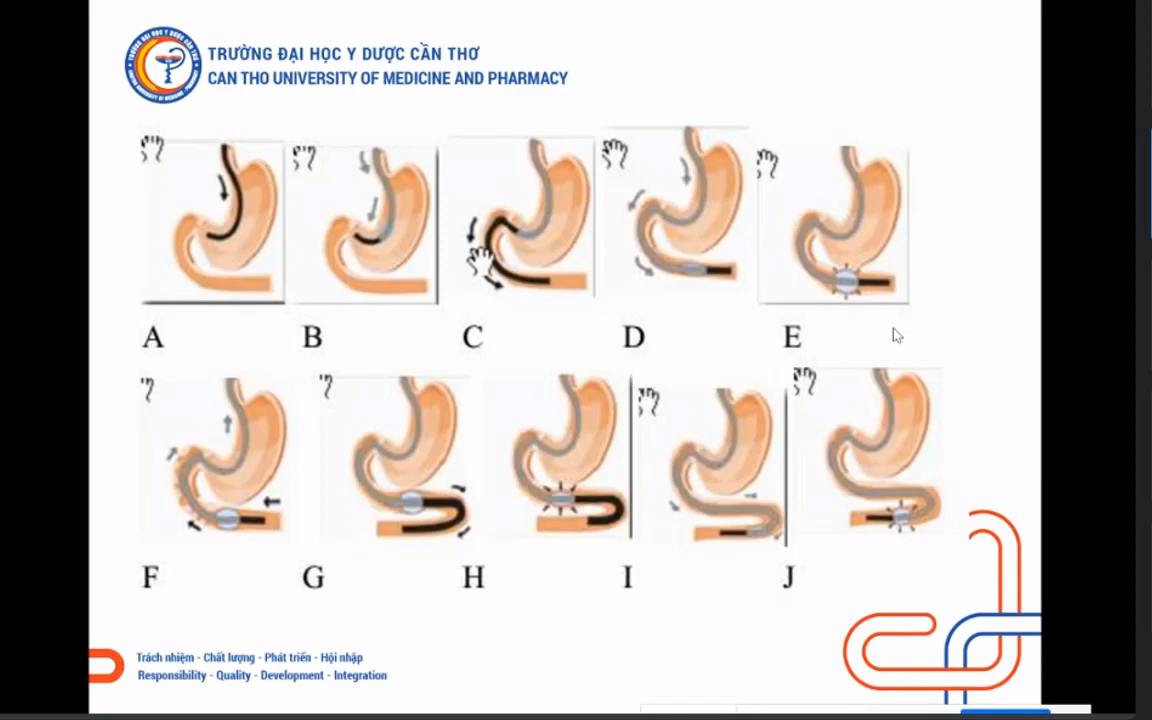 TRƯỜNG ĐẠI HỌC Y DƯỢC CẦN THƠ
CAN THO UNIVERSITY OF MEDICINE AND PHARMACY
A B C D E
F G H I J
Trách nhiệm - Chất lượng - Phát triển - Hội nhập
Responsibility - Quality - Development - Integration